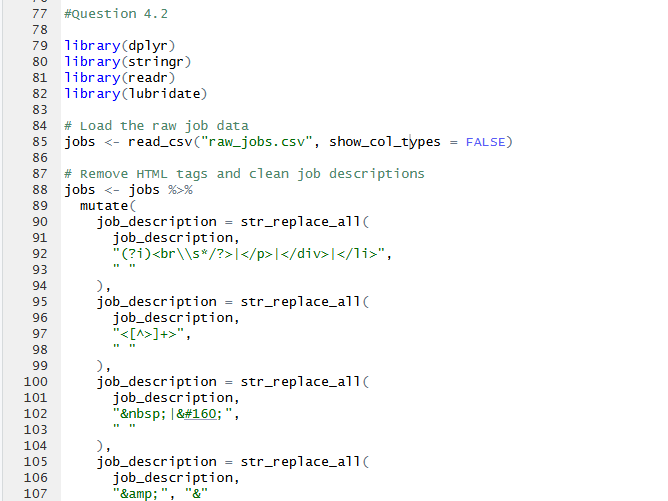 77 #Question 4.2
78
79 library(dplyr)
80 library(stringr)
81 library(readr)
82 library(lubridate)
83
84 # Load the raw job data
85 jobs <- read_csv("raw_jobs.csv", show_col_types = FALSE)
86
87 # Remove HTML tags and clean job descriptions
88 jobs <- jobs %>%
89   mutate(
90     job_description = str_replace_all(
91       job_description,
92       "(?i)<br\\s*/?>|</p>|</div>|</li>",
93       " "
94     ),
95     job_description = str_replace_all(
96       job_description,
97       "<[^>]+>",
98       " "
99     ),
100     job_description = str_replace_all(
101       job_description,
102       "&nbsp;|&#160;",
103       " "
104     ),
105     job_description = str_replace_all(
106       job_description,
107       "&amp;", "&"